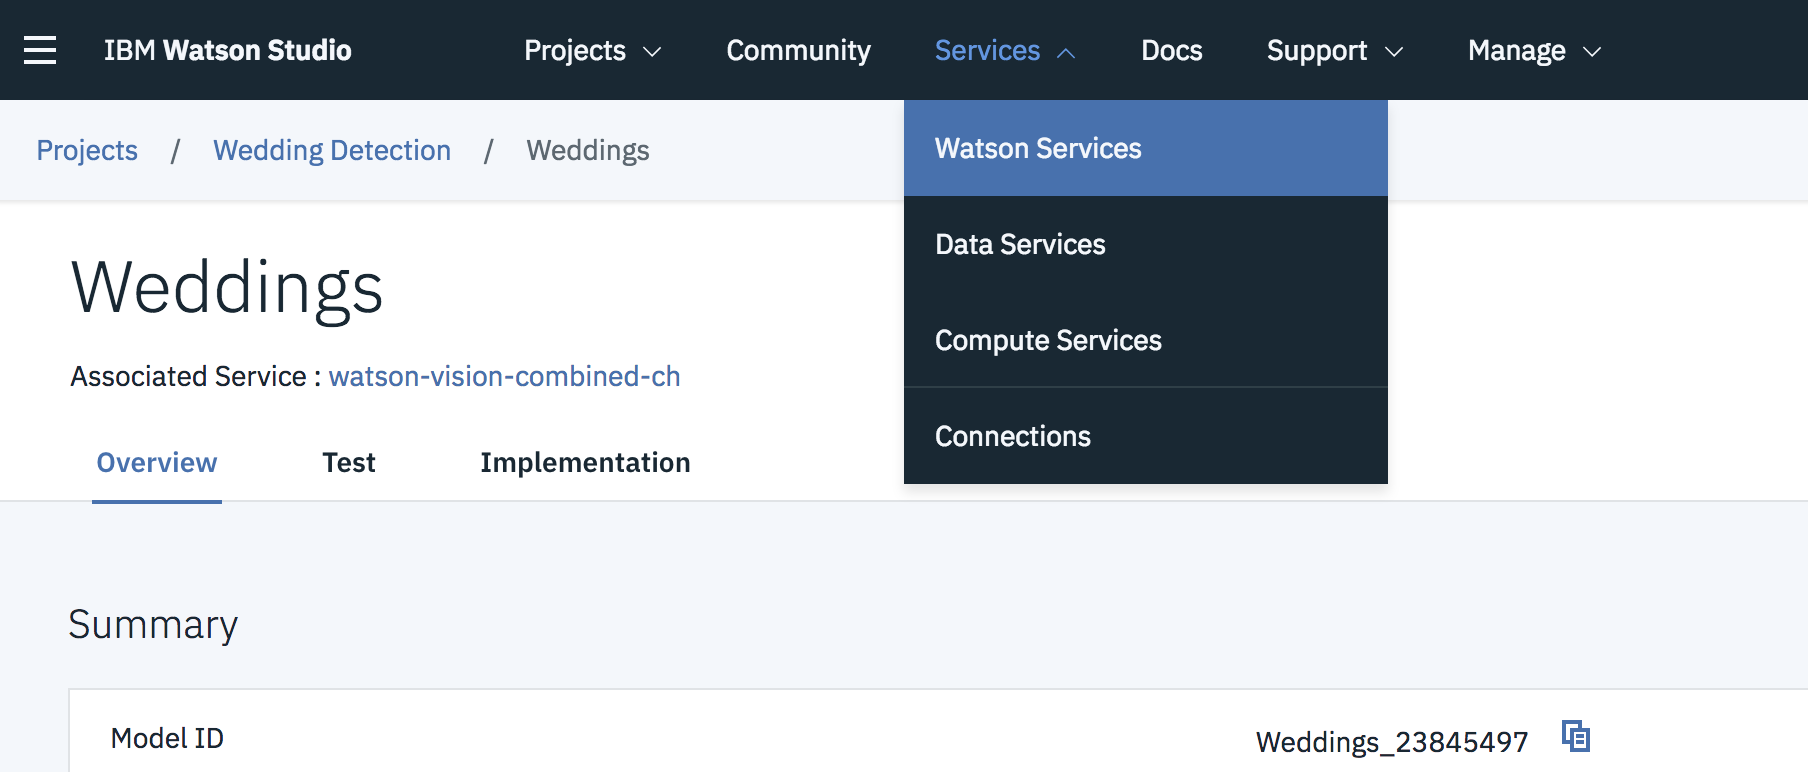 IBM Watson Studio Projects Community Services Docs Support Manage
Projects / Wedding Detection / Weddings
Watson Services
Data Services
Compute Services
Connections
Weddings
Associated Service : watson-vision-combined-ch
Overview Test Implementation
Summary
Model ID Weddings_23845497